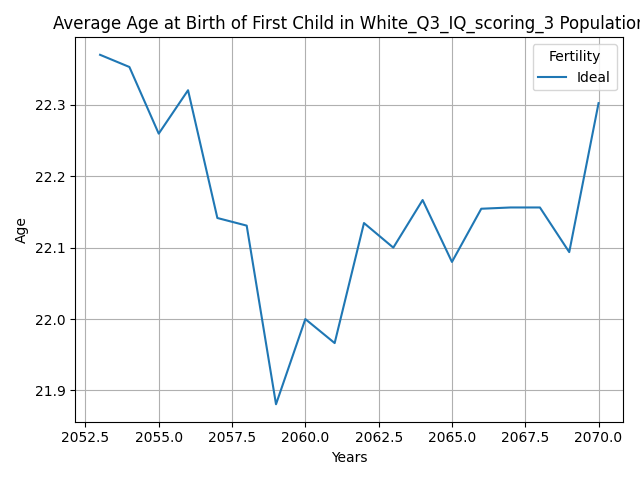 Average Age at Birth of First Child in White_Q3_IQ_scoring_3 Population
Fertility
Ideal
22.3
22.2
22.1
22.0
21.9
Age
2052.5 2055.0 2057.5 2060.0 2062.5 2065.0 2067.5 2070.0
Years